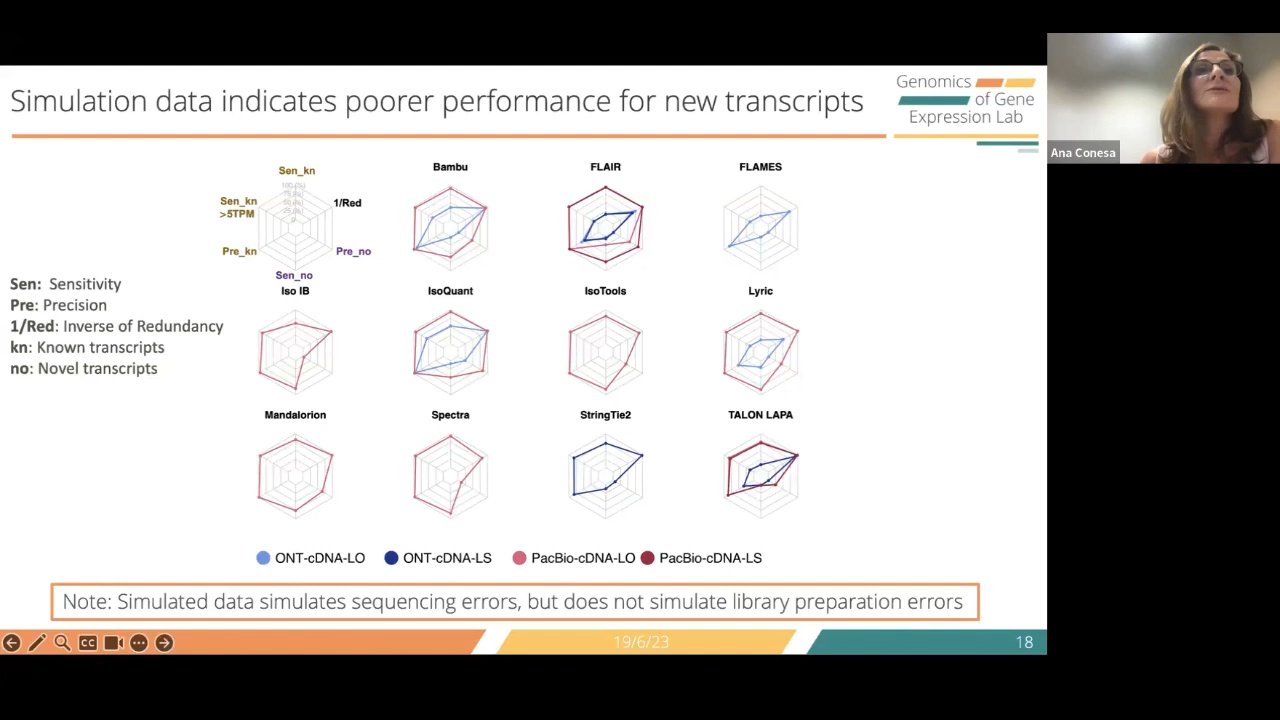 Simulation data indicates poorer performance for new transcripts
Genomics
of Gene
Expression Lab
Ana Conesa
Sen_kn
100 (%)
Sen_kn
>5TPM
1/Red
Pre_kn
Pre_no
Sen_no
Bambu
FLAIR
FLAMES
Sen: Sensitivity
Pre: Precision
1/Red: Inverse of Redundancy
kn: Known transcripts
no: Novel transcripts
Iso IB
IsoQuant
IsoTools
Lyric
Mandalorion
Spectra
StringTie2
TALON LAPA
ONT-cDNA-LO
ONT-cDNA-LS
PacBio-cDNA-LO
PacBio-cDNA-LS
Note: Simulated data simulates sequencing errors, but does not simulate library preparation errors
CC
19/6/23
18